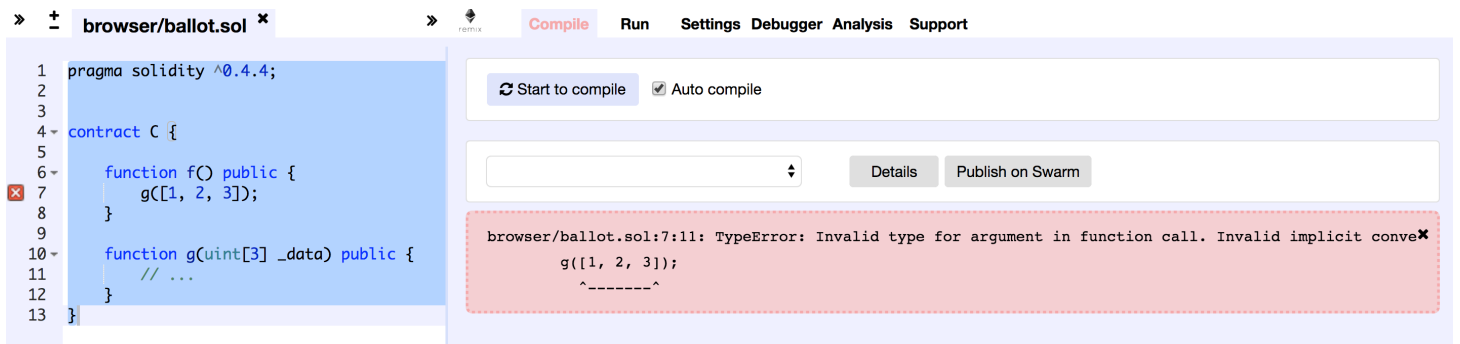 browser/ballot.sol
remix
Compile Run Settings Debugger Analysis Support
1 pragma solidity ^0.4.4;
2
3
4 contract C {
5
6 function f() public {
7 g([1, 2, 3]);
8 }
9
10 function g(uint[3] _data) public {
11 // ...
12 }
13 }
Start to compile Auto compile
Details Publish on Swarm
browser/ballot.sol:7:11: TypeError: Invalid type for argument in function call. Invalid implicit conve
g([1, 2, 3]);
^-------^